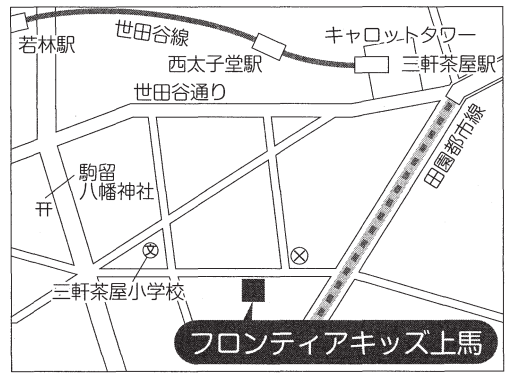 世田谷線
キャロットタワー
若林駅
西太子堂駅
三軒茶屋駅
世田谷通り
田園都市線
駒留
八幡神社
文
三軒茶屋小学校
フロンティアキッズ上馬